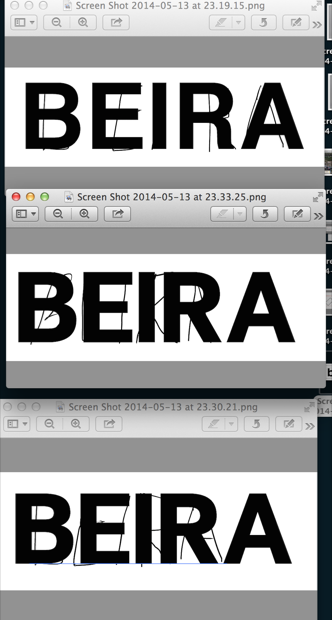 Screen Shot 2014-05-13 at 23.19.15.png
BEIRA
Screen Shot 2014-05-13 at 23.33.25.png
BEIRA
Screen Shot 2014-05-13 at 23.30.21.png
BEIRA